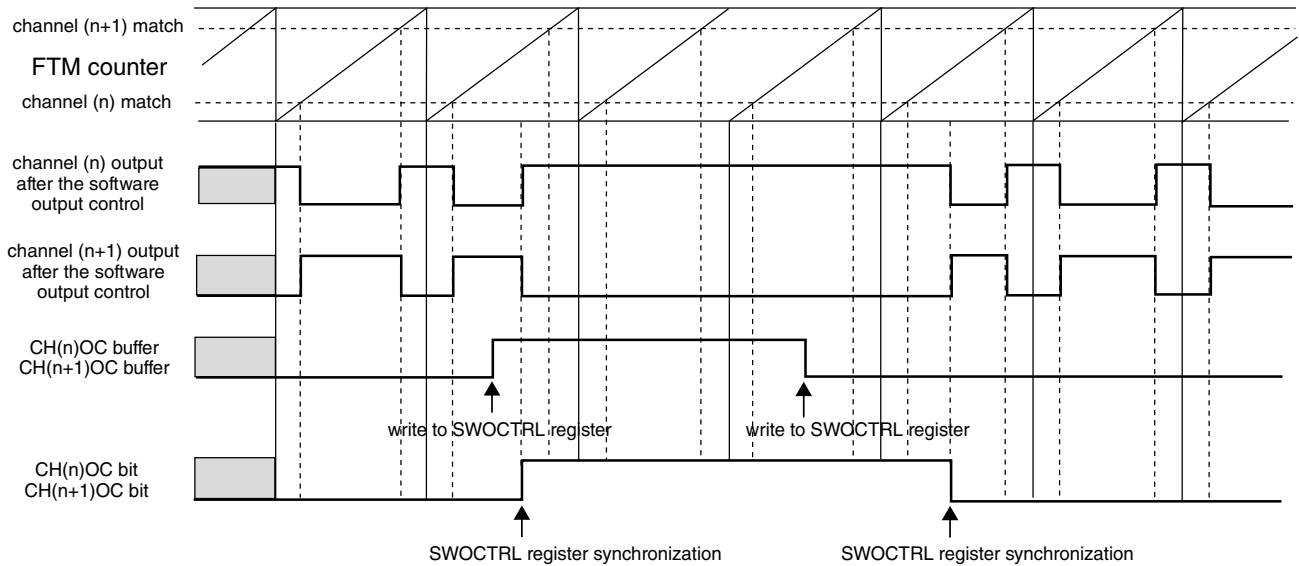 channel (n+1) match
FTM counter
channel (n) match
channel (n) output
after the software
output control
channel (n+1) output
after the software
output control
CH(n)OC buffer
CH(n+1)OC buffer
write to SWOCTRL register
write to SWOCTRL register
CH(n)OC bit
CH(n+1)OC bit
SWOCTRL register synchronization
SWOCTRL register synchronization